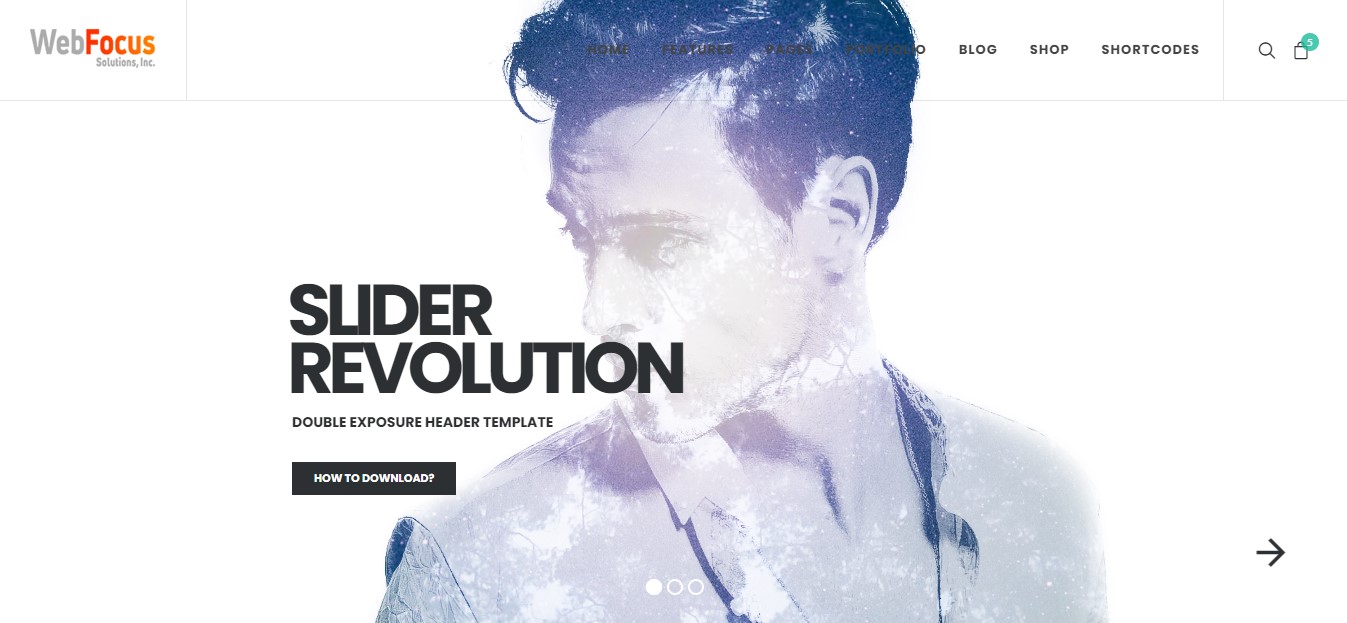 WebFocus
Solutions, Inc.
HOME FEATURES PAGES PORTFOLIO BLOG SHOP SHORTCODES
5
SLIDER
REVOLUTION
DOUBLE EXPOSURE HEADER TEMPLATE
HOW TO DOWNLOAD?